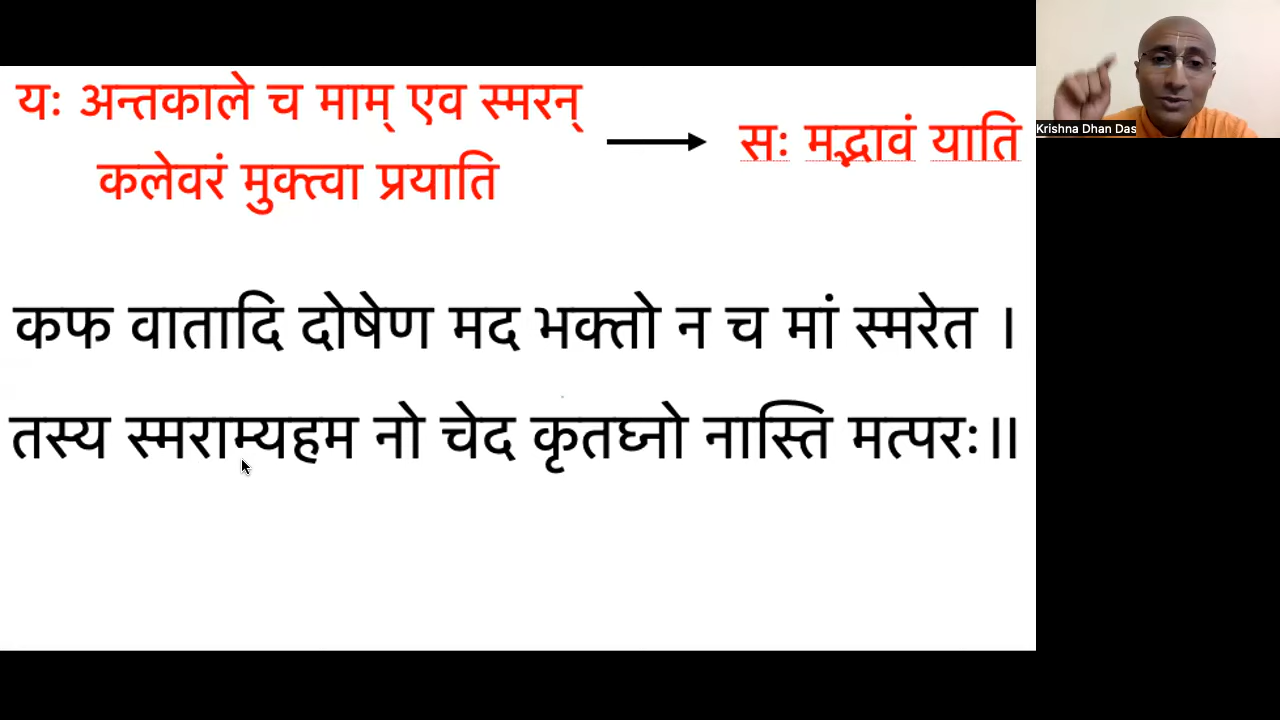 यः अन्तकाले च माम् एव स्मरन्
कलेवरं मुक्त्वा प्रयाति
सः मद्भावं याति
कफ वातादि दोषेण मद भक्तो न च मां स्मरेत ।
तस्य स्मराम्यहम नो चेद कृतघ्नो नास्ति मत्परः॥
Krishna Dhan Das